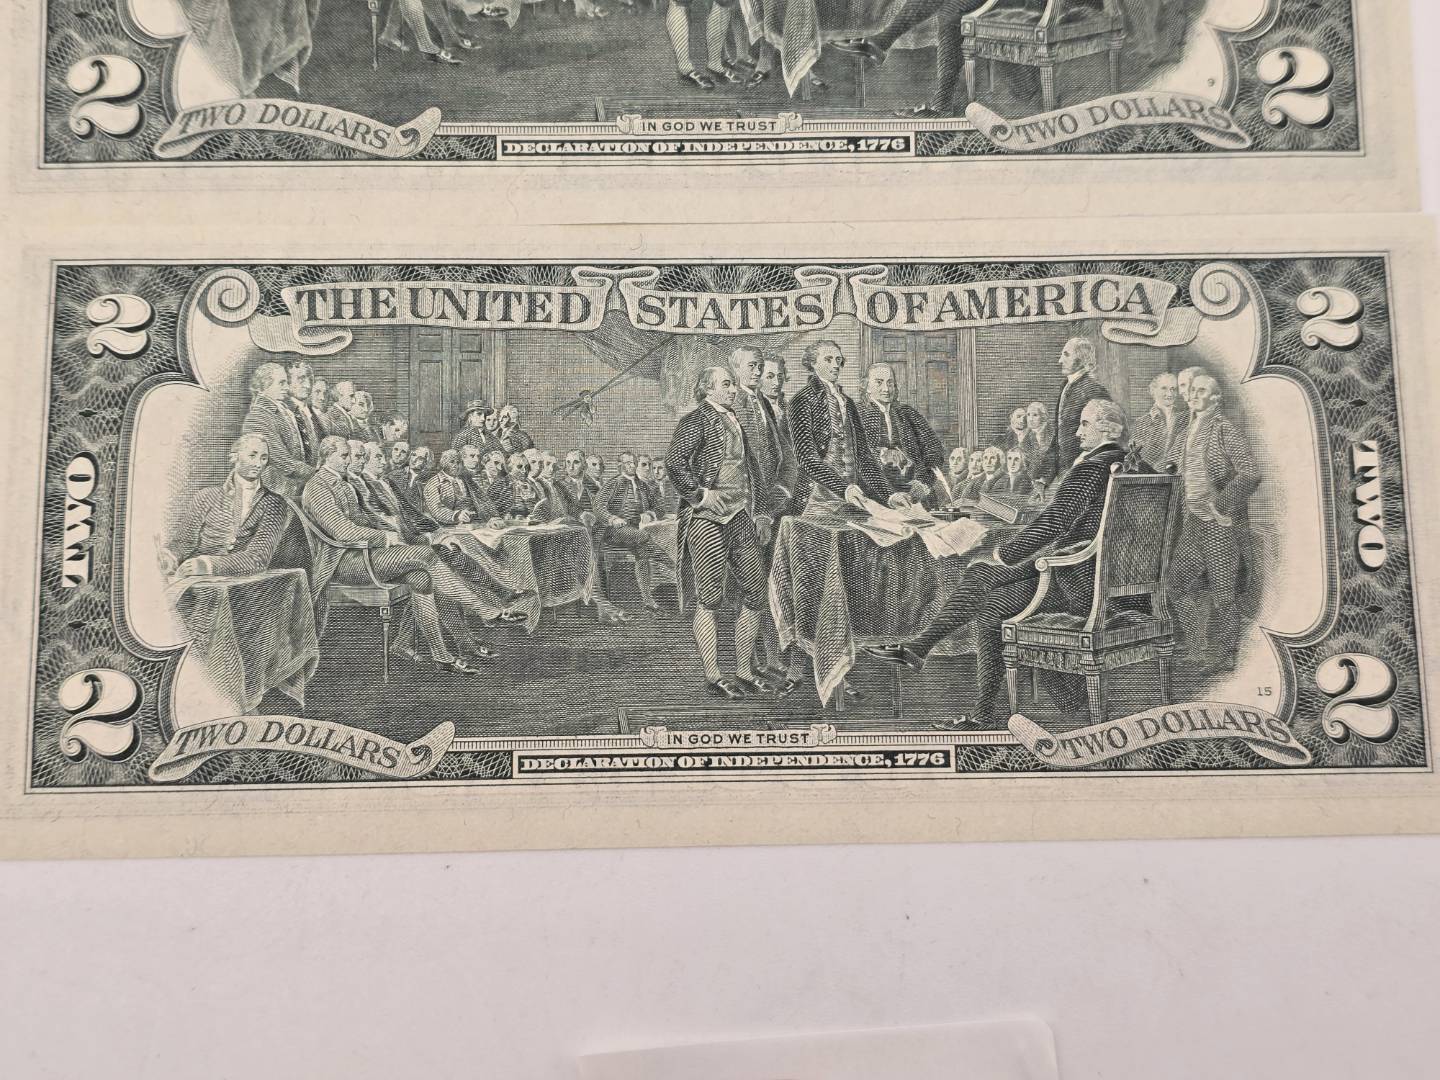 2 TWO DOLLARS IN GOD WE TRUST TWO DOLLARS 9 2
DECLARATION OF INDEPENDENCE, 1776
2 THE UNITED STATES OF AMERICA 2
TWO TWO
15
2 TWO DOLLARS IN GOD WE TRUST TWO DOLLARS 2
DECLARATION OF INDEPENDENCE, 1776